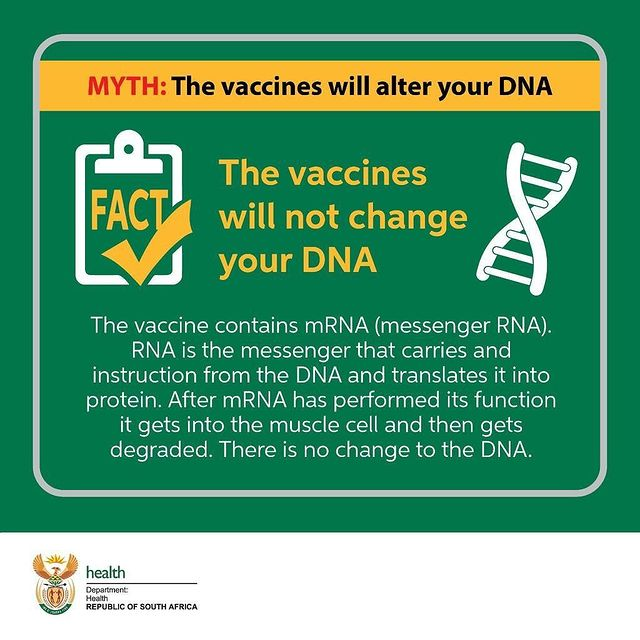 MYTH: The vaccines will alter your DNA
FACT
The vaccines
will not change
your DNA
The vaccine contains mRNA (messenger RNA).
RNA is the messenger that carries and
instruction from the DNA and translates it into
protein. After mRNA has performed its function
it gets into the muscle cell and then gets
degraded. There is no change to the DNA.
health
Department:
Health
REPUBLIC OF SOUTH AFRICA